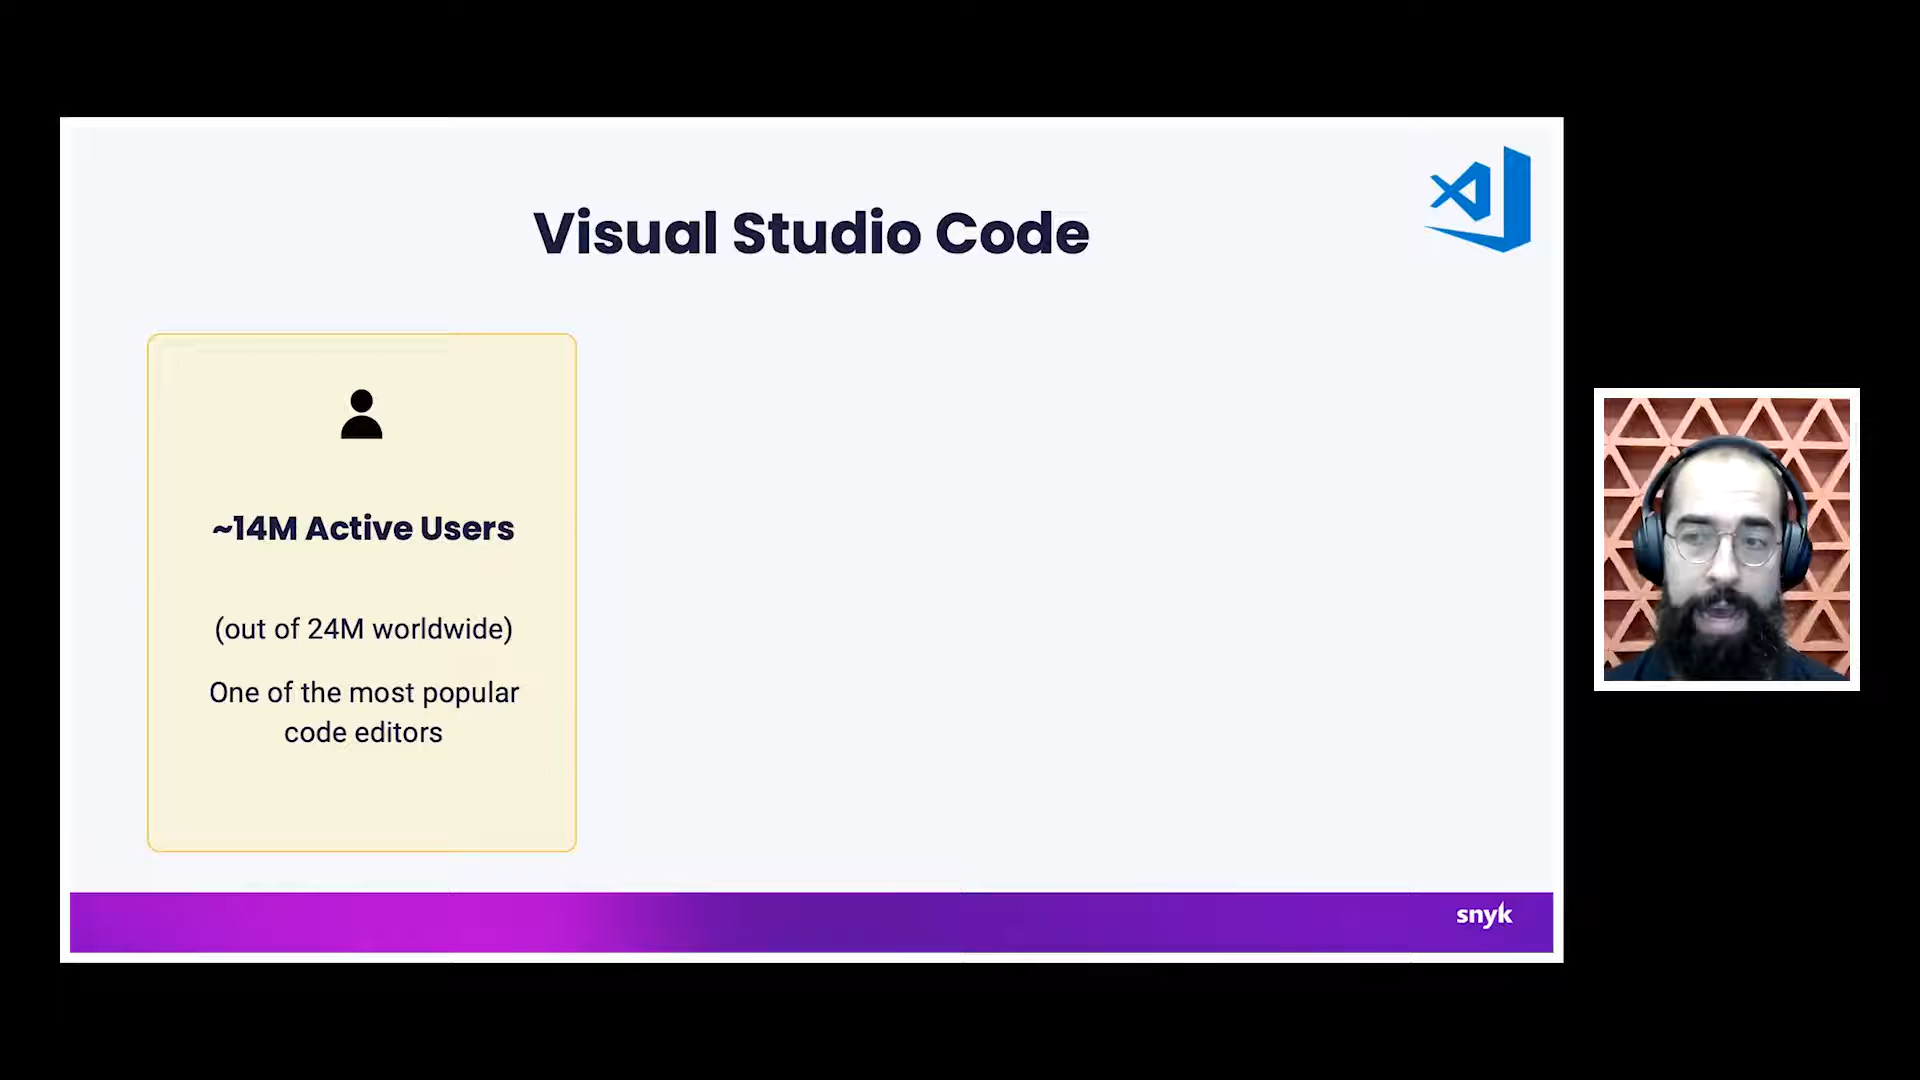 Visual Studio Code
~14M Active Users
(out of 24M worldwide)
One of the most popular
code editors
snyk